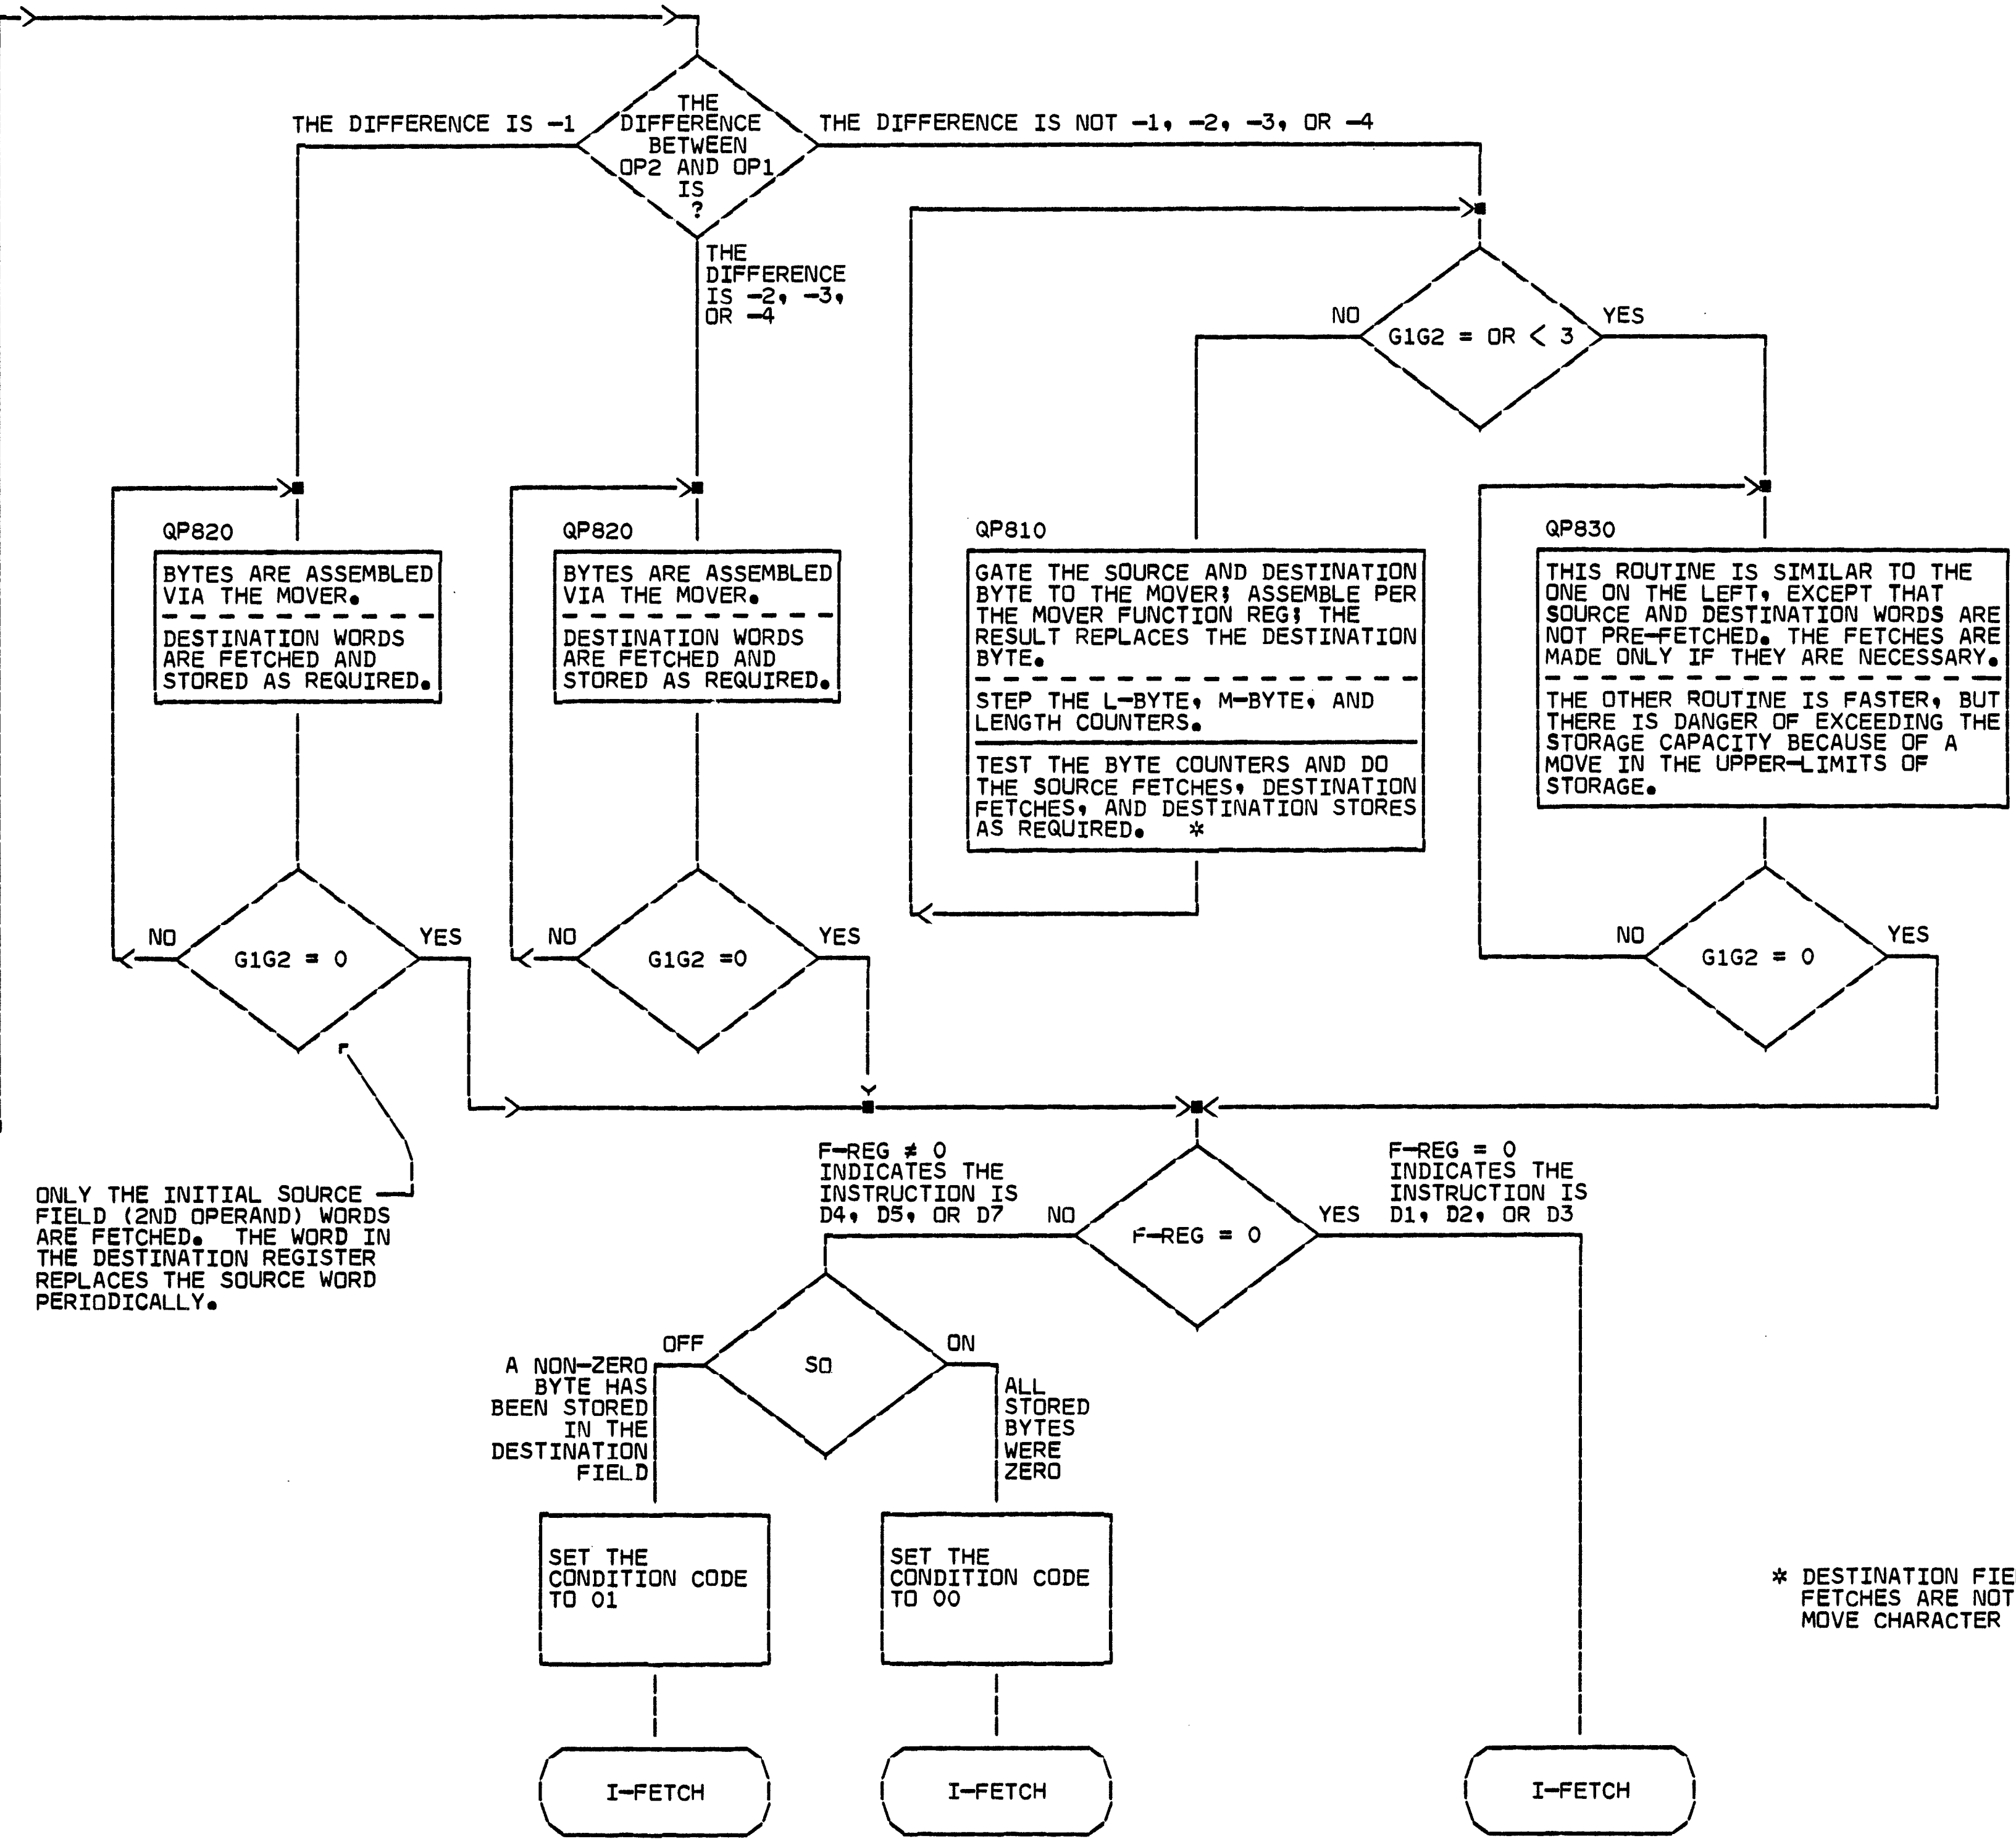 THE DIFFERENCE IS -1
THE
DIFFERENCE
BETWEEN
OP2 AND OP1
IS
?
THE DIFFERENCE IS NOT -1, -2, -3, OR -4
THE
DIFFERENCE
IS -2, -3,
OR -4
NO
G1G2 = OR < 3
YES
QP820
BYTES ARE ASSEMBLED
VIA THE MOVER.
DESTINATION WORDS
ARE FETCHED AND
STORED AS REQUIRED.
QP820
BYTES ARE ASSEMBLED
VIA THE MOVER.
DESTINATION WORDS
ARE FETCHED AND
STORED AS REQUIRED.
QP810
GATE THE SOURCE AND DESTINATION
BYTE TO THE MOVER; ASSEMBLE PER
THE MOVER FUNCTION REG; THE
RESULT REPLACES THE DESTINATION
BYTE.
STEP THE L-BYTE, M-BYTE, AND
LENGTH COUNTERS.
TEST THE BYTE COUNTERS AND DO
THE SOURCE FETCHES, DESTINATION
FETCHES, AND DESTINATION STORES
AS REQUIRED. *
QP830
THIS ROUTINE IS SIMILAR TO THE
ONE ON THE LEFT, EXCEPT THAT
SOURCE AND DESTINATION WORDS ARE
NOT PRE-FETCHED. THE FETCHES ARE
MADE ONLY IF THEY ARE NECESSARY.
THE OTHER ROUTINE IS FASTER, BUT
THERE IS DANGER OF EXCEEDING THE
STORAGE CAPACITY BECAUSE OF A
MOVE IN THE UPPER-LIMITS OF
STORAGE.
NO
G1G2 = 0
YES
NO
G1G2 =0
YES
NO
G1G2 = 0
YES
ONLY THE INITIAL SOURCE
FIELD (2ND OPERAND) WORDS
ARE FETCHED. THE WORD IN
THE DESTINATION REGISTER
REPLACES THE SOURCE WORD
PERIODICALLY.
F-REG ≠ 0
INDICATES THE
INSTRUCTION IS
D4, D5, OR D7
NO
F-REG = 0
YES
F-REG = 0
INDICATES THE
INSTRUCTION IS
D1, D2, OR D3
OFF
S0
ON
A NON-ZERO
BYTE HAS
BEEN STORED
IN THE
DESTINATION
FIELD
ALL
STORED
BYTES
WERE
ZERO
SET THE
CONDITION CODE
TO 01
SET THE
CONDITION CODE
TO 00
* DESTINATION FIE
FETCHES ARE NOT
MOVE CHARACTER
I-FETCH
I-FETCH
I-FETCH